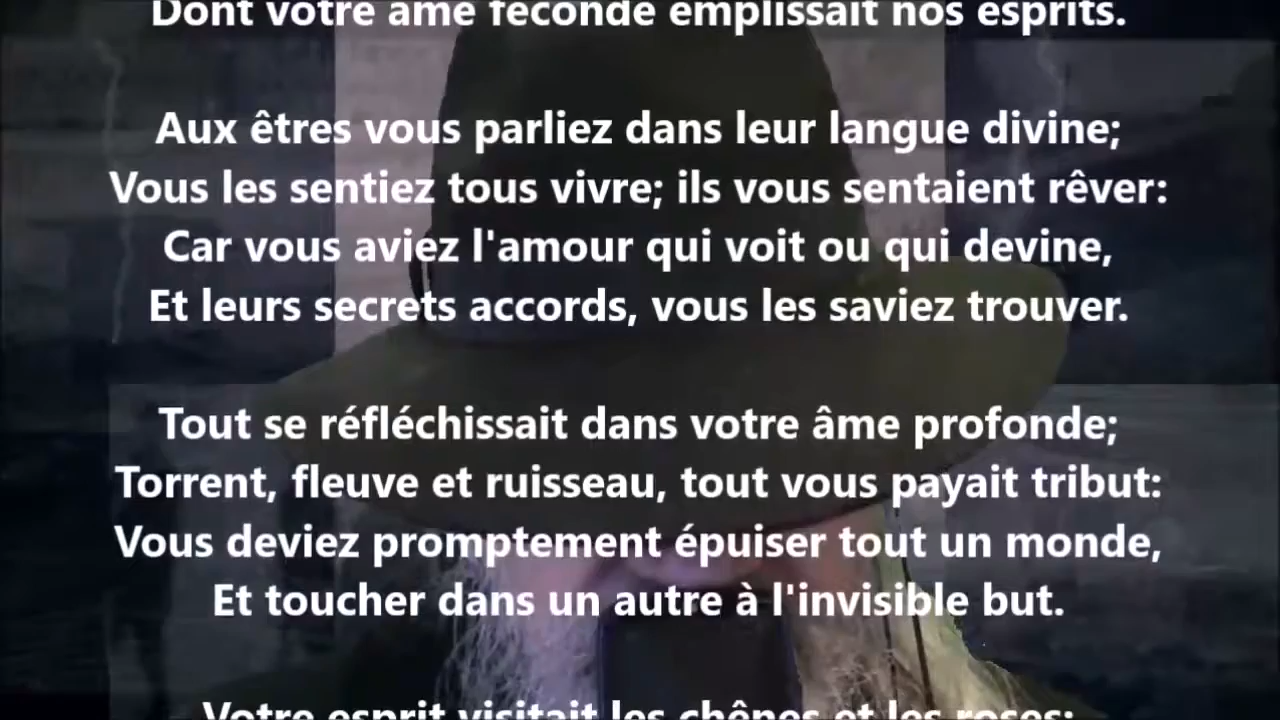 Dont votre âme féconde emplissait nos esprits.
Aux êtres vous parliez dans leur langue divine;
Vous les sentiez tous vivre; ils vous sentaient rêver:
Car vous aviez l'amour qui voit ou qui devine,
Et leurs secrets accords, vous les saviez trouver.
Tout se réfléchissait dans votre âme profonde;
Torrent, fleuve et ruisseau, tout vous payait tribut:
Vous deviez promptement épuiser tout un monde,
Et toucher dans un autre à l'invisible but.
Votre esprit visitait les chênes et les roses;